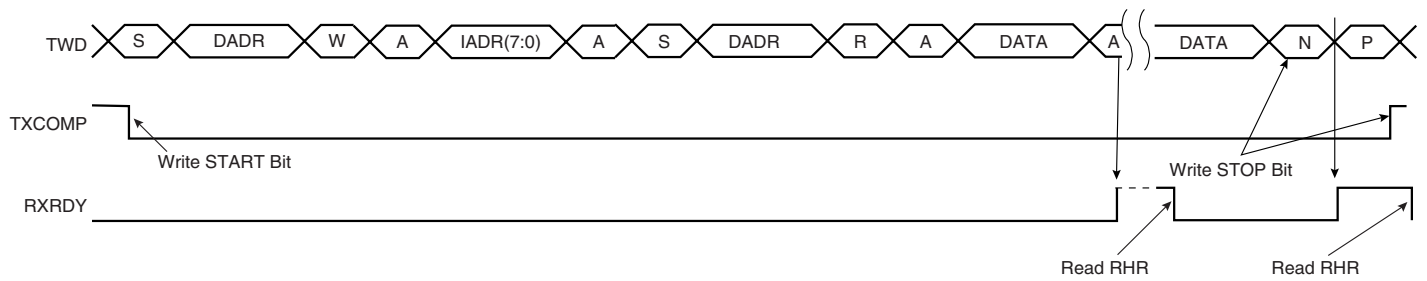 TWD S DADR W A IADR(7:0) A S DADR R A DATA A DATA N P
TXCOMP
Write START Bit
Write STOP Bit
RXRDY
Read RHR Read RHR